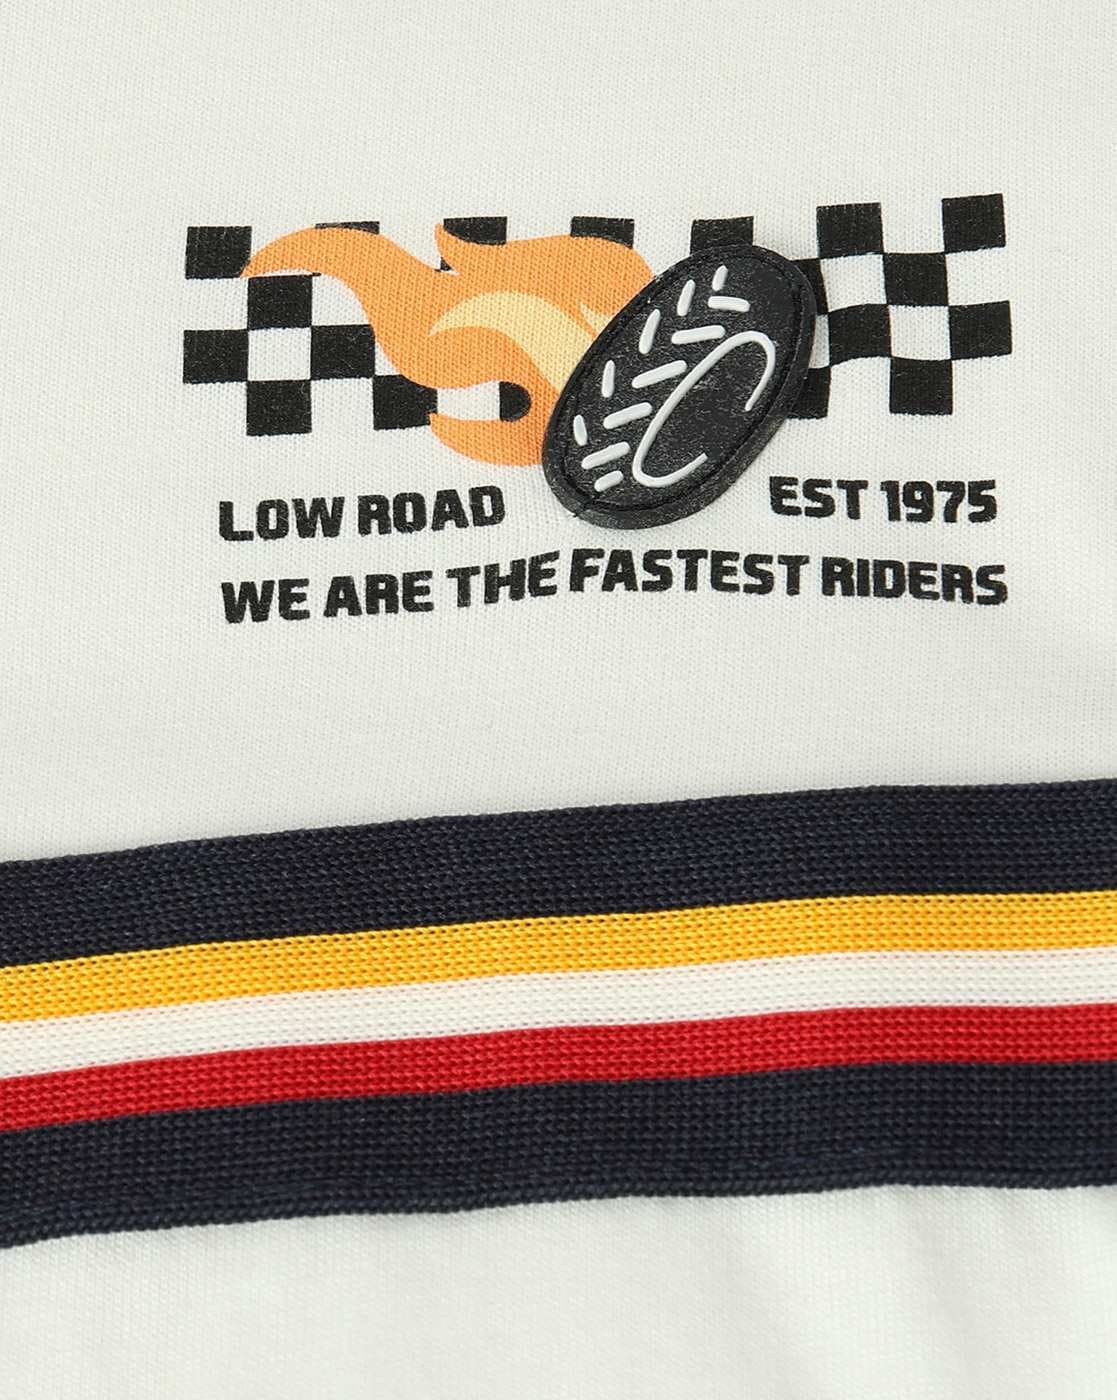 LOW ROAD EST 1975
WE ARE THE FASTEST RIDERS